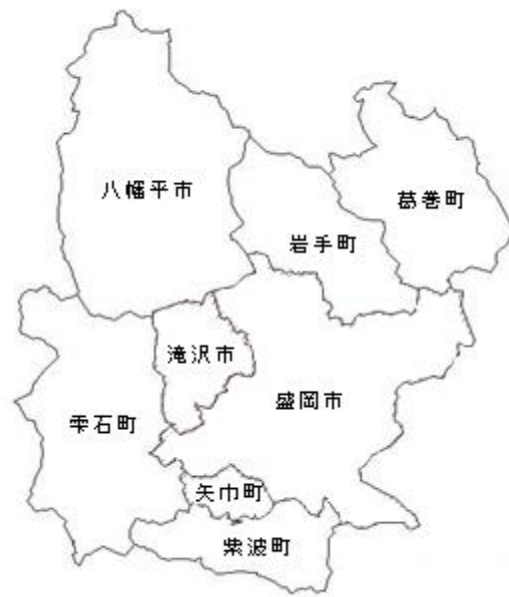 八幡平市
葛巻町
岩手町
滝沢市
盛岡市
雫石町
矢巾町
紫波町